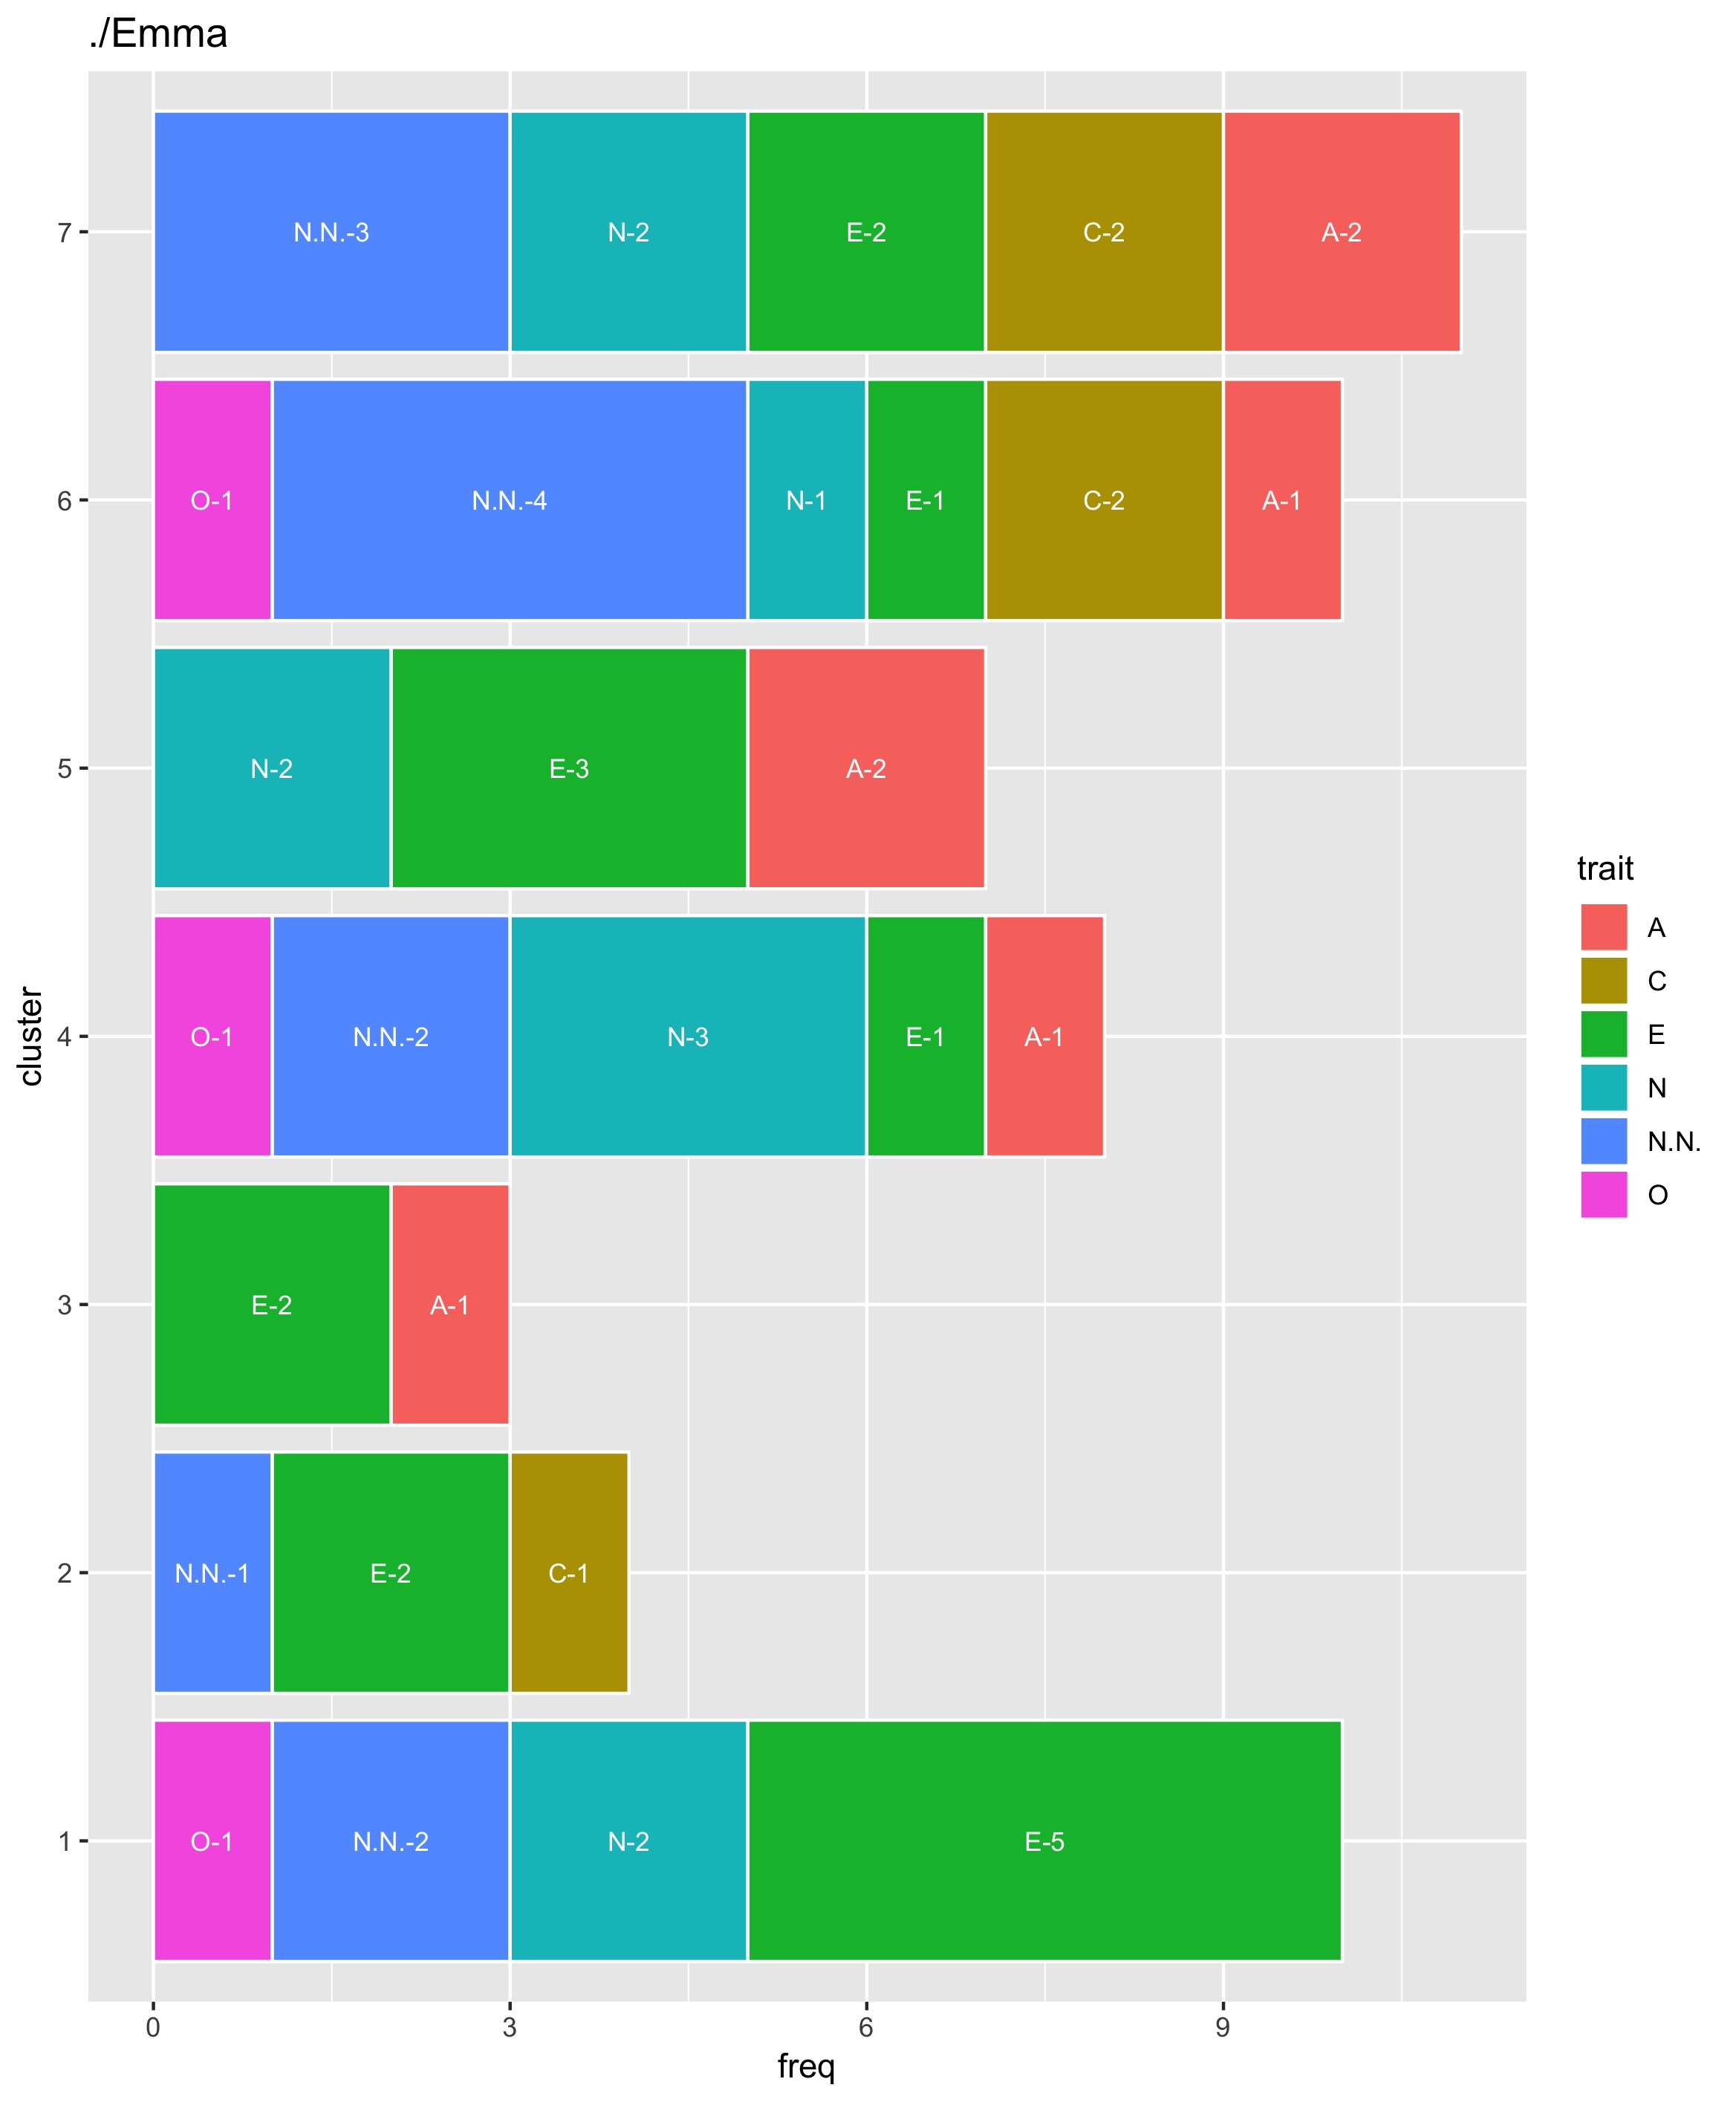 ./Emma
7
N.N.-3 N-2 E-2 C-2 A-2
6
O-1 N.N.-4 N-1 E-1 C-2 A-1
5
N-2 E-3 A-2
4
O-1 N.N.-2 N-3 E-1 A-1
3
E-2 A-1
2
N.N.-1 E-2 C-1
1
O-1 N.N.-2 N-2 E-5
cluster
0 3 6 9
freq
trait
A
C
E
N
N.N.
O